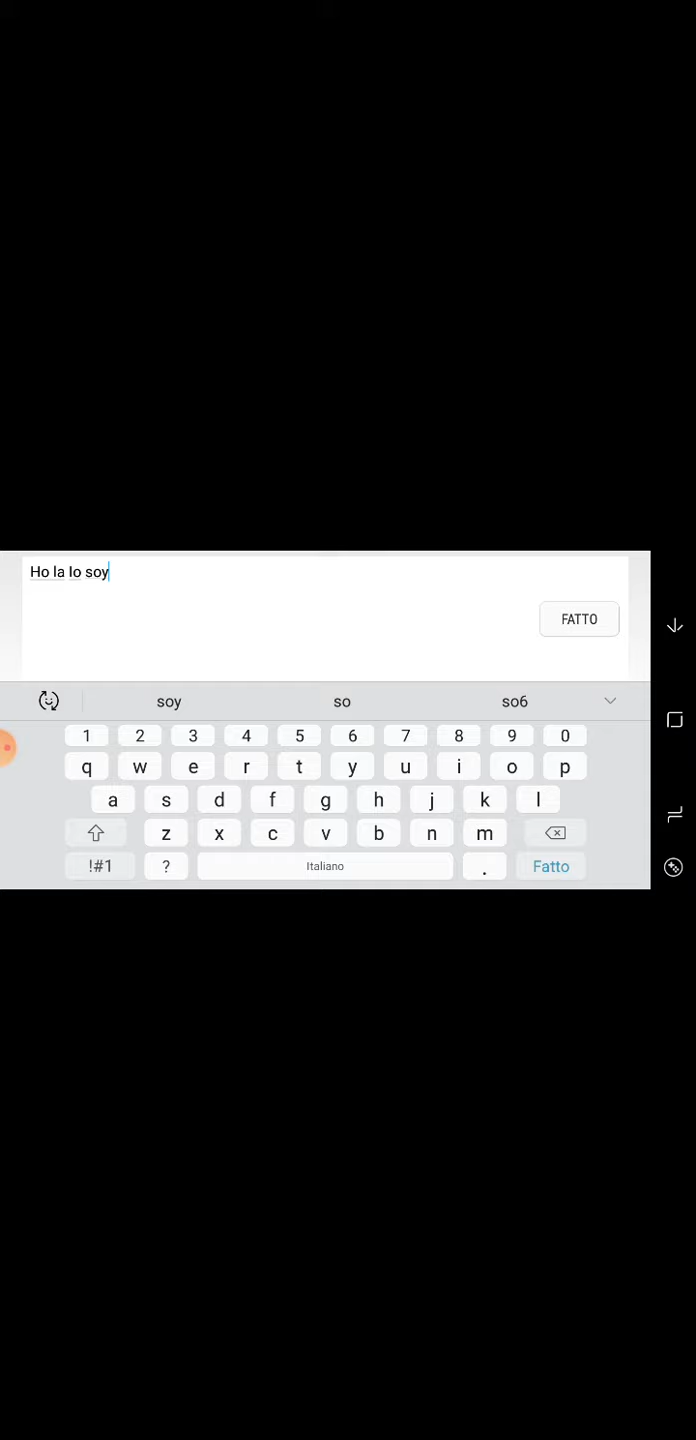 Ho la lo soy
FATTO
soy so so6
1 2 3 4 5 6 7 8 9 0
q w e r t y u i o p
a s d f g h j k l
z x c v b n m
!#1 ? Italiano . Fatto